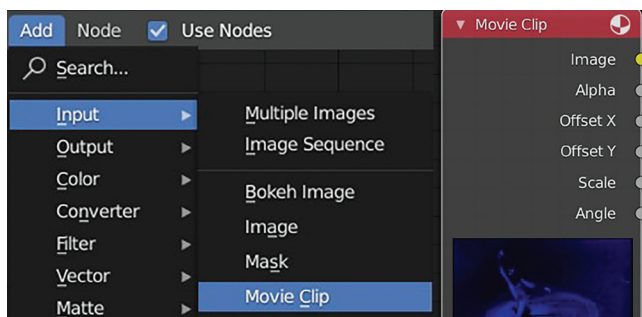 Add Node Use Nodes
Search...
Input
Output
Color
Converter
Filter
Vector
Matte
Multiple Images
Image Sequence
Bokeh Image
Image
Mask
Movie Clip
Movie Clip
Image
Alpha
Offset X
Offset Y
Scale
Angle